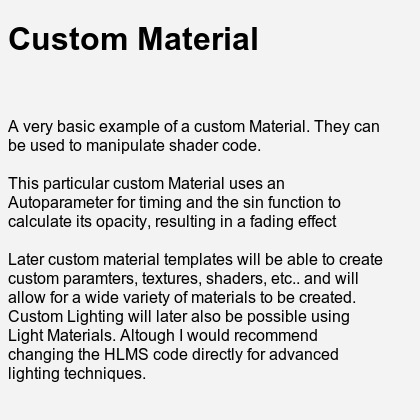 Custom Material
A very basic example of a custom Material. They can
be used to manipulate shader code.
This particular custom Material uses an
Autoparameter for timing and the sin function to
calculate its opacity, resulting in a fading effect
Later custom material templates will be able to create
custom paramters, textures, shaders, etc.. and will
allow for a wide variety of materials to be created.
Custom Lighting will later also be possible using
Light Materials. Altough I would recommend
changing the HLMS code directly for advanced
lighting techniques.